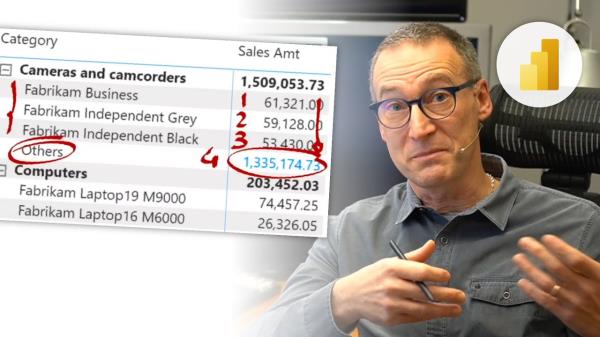 Category Sales Amt
Cameras and camcorders 1,509,053.73
Fabrikam Business 1 61,321.00
Fabrikam Independent Grey 2 59,128.00
Fabrikam Independent Black 3 53,430.00
Others 4 1,335,174.73
Computers 203,452.03
Fabrikam Laptop19 M9000 74,457.25
Fabrikam Laptop16 M6000 26,326.05